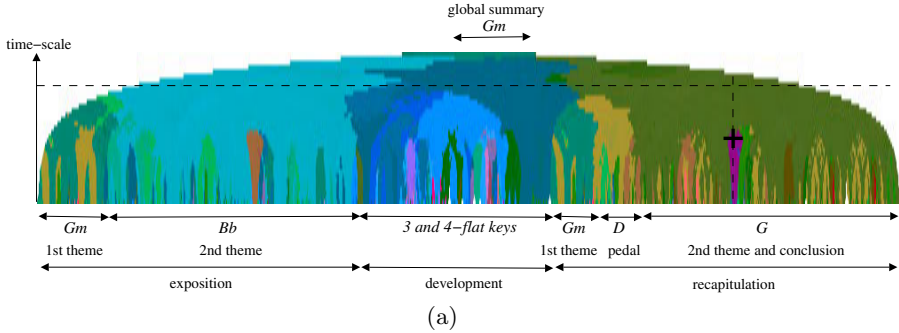 global summary
Gm
time-scale
Gm Bb 3 and 4-flat keys Gm D G
1st theme 2nd theme 1st theme pedal 2nd theme and conclusion
exposition development recapitulation
(a)